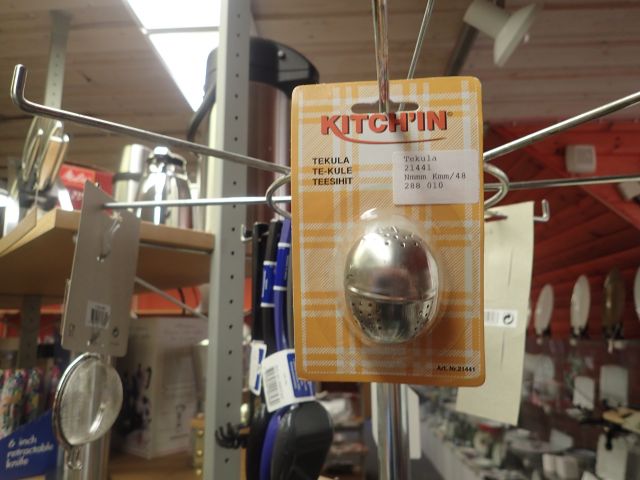 KITCH'IN
TEKULA
TE-KULE
TEESIHIT
Tekula
21441
Nmmm Kmm/48
288 010
Art. Nr.21441
6 inch
retractable
knife